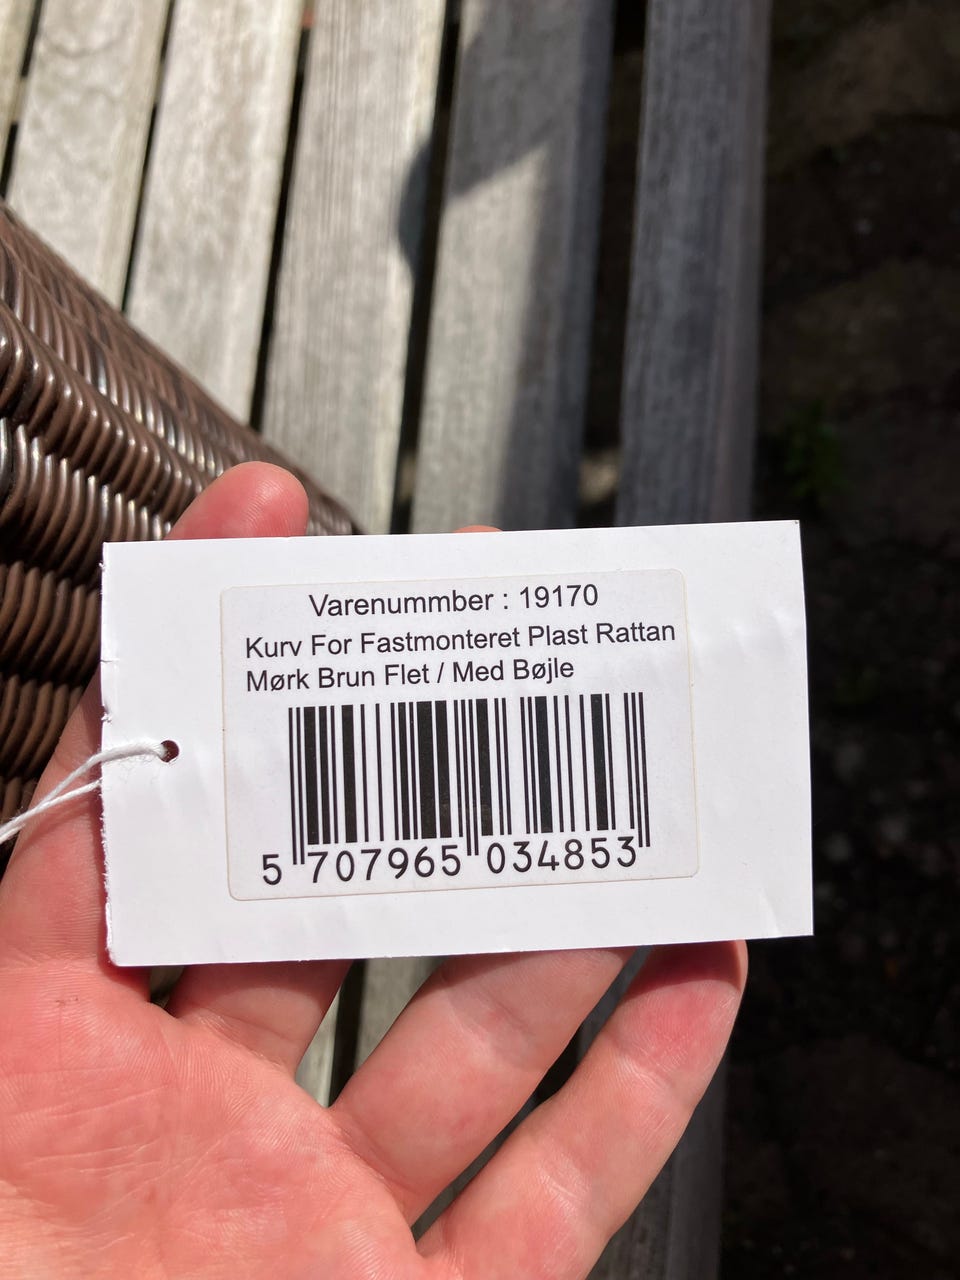 Varenummber : 19170
Kurv For Fastmonteret Plast Rattan
Mørk Brun Flet / Med Bøjle
5 707965 034853